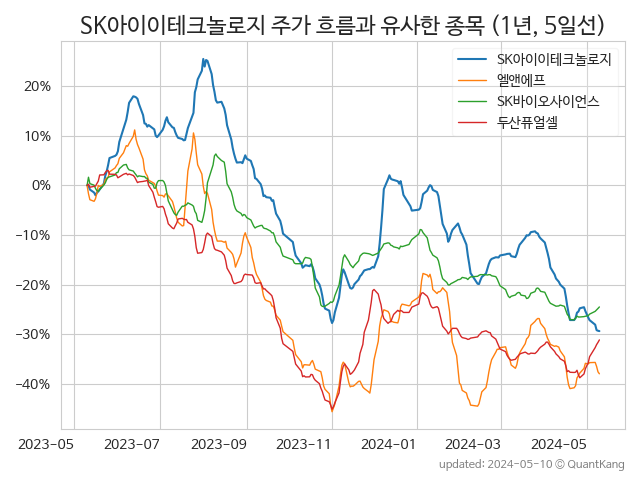 SK아이이테크놀로지 주가 흐름과 유사한 종목 (1년, 5일선)
SK아이이테크놀로지
엘앤에프
SK바이오사이언스
두산퓨얼셀
20%
10%
0%
−10%
−20%
−30%
−40%
2023-05 2023-07 2023-09 2023-11 2024-01 2024-03 2024-05
updated: 2024-05-10 © QuantKang